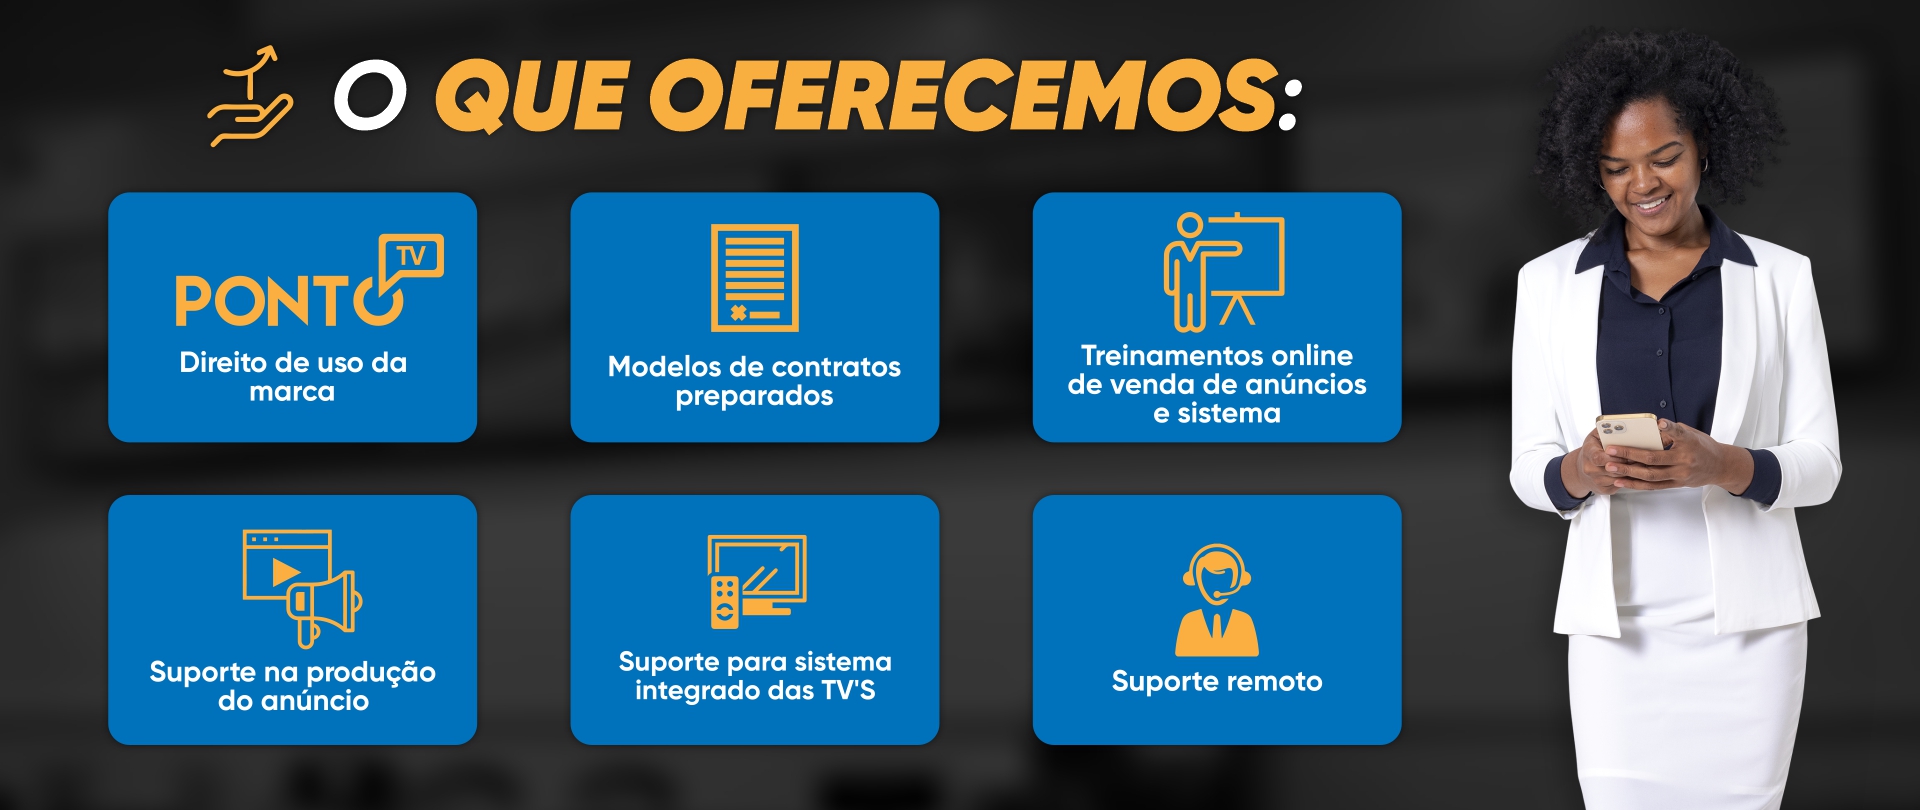 O QUE OFERECEMOS:
PONTO TV
Direito de uso da
marca
Modelos de contratos
preparados
Treinamentos online
de venda de anúncios
e sistema
Suporte na produção
do anúncio
Suporte para sistema
integrado das TV'S
Suporte remoto